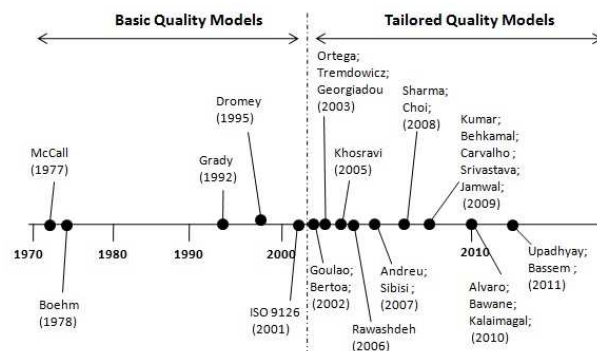 Basic Quality Models
Tailored Quality Models
McCall
(1977)
Boehm
(1978)
Grady
(1992)
Dromey
(1995)
ISO 9126
(2001)
Goulao;
Bertoa;
(2002)
Ortega;
Tremdowicz;
Georgiadou
(2003)
Khosravi
(2005)
Rawashdeh
(2006)
Andreu;
Sibisi ;
(2007)
Sharma;
Choi;
(2008)
Kumar;
Behkamal;
Carvalho ;
Srivastava;
Jamwal;
(2009)
Alvaro;
Bawane;
Kalaimagal;
(2010)
Upadhyay;
Bassem ;
(2011)
1970
1980
1990
2000
2010